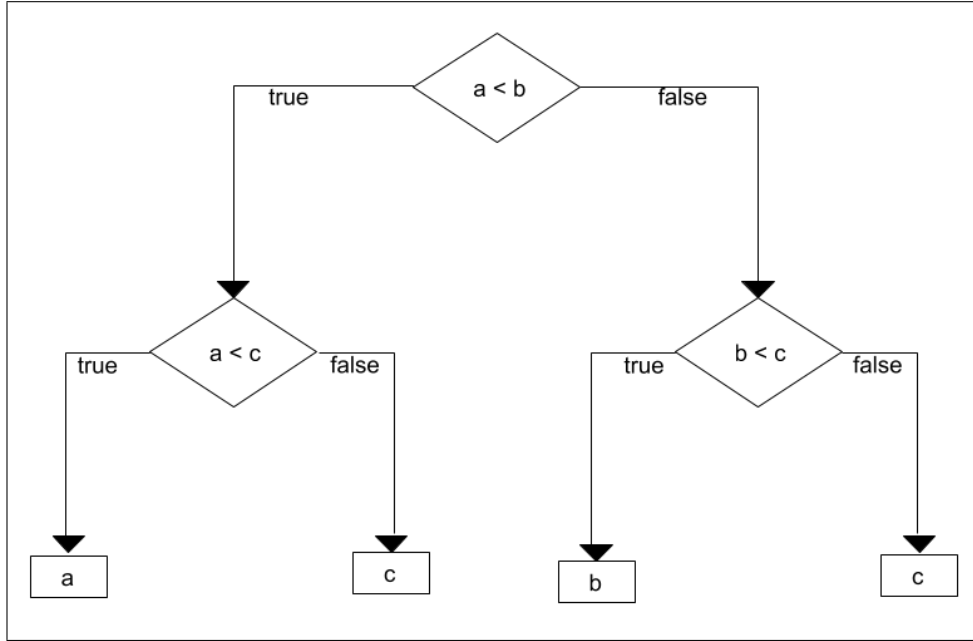 a < b
true
false
a < c
b < c
true
false
true
false
a
c
b
c